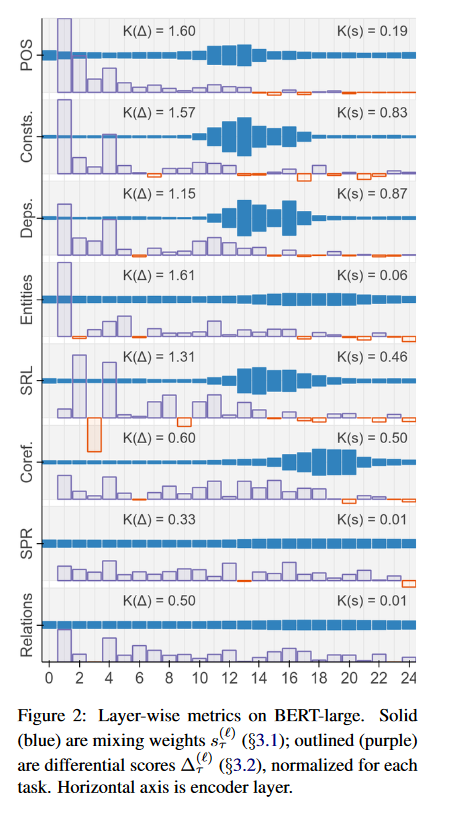 POS
K(Δ) = 1.60 K(s) = 0.19
Consts.
K(Δ) = 1.57 K(s) = 0.83
Deps.
K(Δ) = 1.15 K(s) = 0.87
Entities
K(Δ) = 1.61 K(s) = 0.06
SRL
K(Δ) = 1.31 K(s) = 0.46
Coref.
K(Δ) = 0.60 K(s) = 0.50
SPR
K(Δ) = 0.33 K(s) = 0.01
Relations
K(Δ) = 0.50 K(s) = 0.01
0 2 4 6 8 10 12 14 16 18 20 22 24
Figure 2: Layer-wise metrics on BERT-large. Solid
(blue) are mixing weights s_τ^(ℓ) (§3.1); outlined (purple)
are differential scores Δ_τ^(ℓ) (§3.2), normalized for each
task. Horizontal axis is encoder layer.